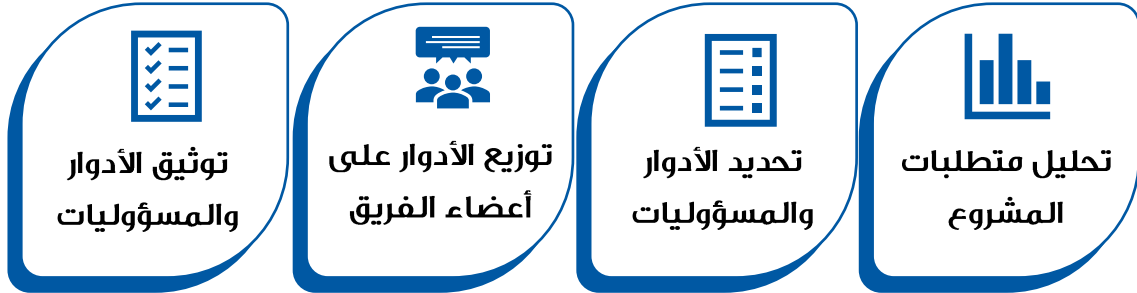 تحليل متطلبات
المشروع
تحديد الأدوار
والمسؤوليات
توزيع الأدوار على
أعضاء الفريق
توثيق الأدوار
والمسؤوليات